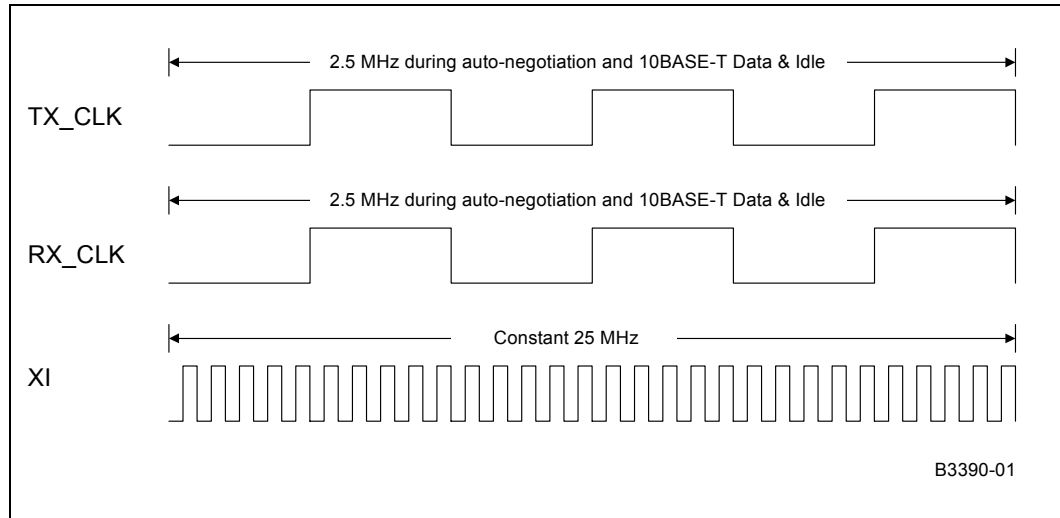 2.5 MHz during auto-negotiation and 10BASE-T Data & Idle
TX_CLK
2.5 MHz during auto-negotiation and 10BASE-T Data & Idle
RX_CLK
Constant 25 MHz
XI
B3390-01